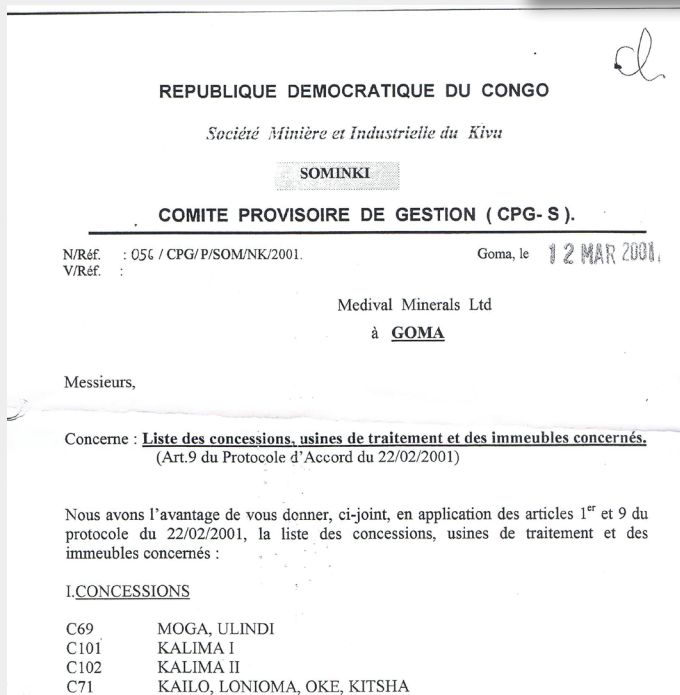 REPUBLIQUE DEMOCRATIQUE DU CONGO
Société Minière et Industrielle du Kivu
SOMINKI
COMITE PROVISOIRE DE GESTION ( CPG- S ).
N/Réf. : 056 / CPG/ P/SOM/NK/2001. Goma, le 12 MAR 2001.
V/Réf. :
Medival Minerals Ltd
à GOMA
Messieurs,
Concerne : Liste des concessions, usines de traitement et des immeubles concernés.
(Art.9 du Protocole d'Accord du 22/02/2001)
Nous avons l'avantage de vous donner, ci-joint, en application des articles 1er et 9 du
protocole du 22/02/2001, la liste des concessions, usines de traitement et des
immeubles concernés :
I.CONCESSIONS
C69 MOGA, ULINDI
C101 KALIMA I
C102 KALIMA II
C71 KAILO, LONIOMA, OKE, KITSHA